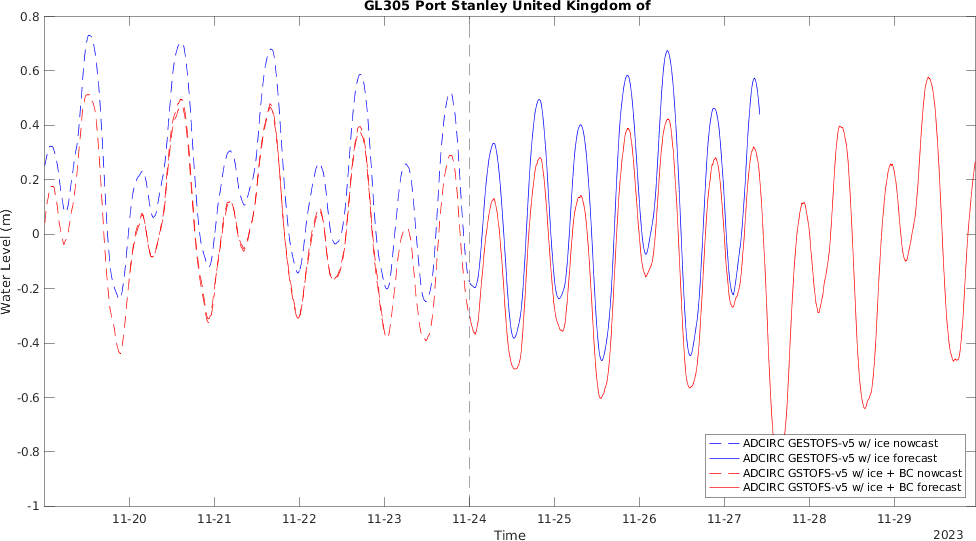 GL305 Port Stanley United Kingdom of
0.8
0.6
0.4
0.2
0
-0.2
-0.4
-0.6
-0.8
-1
Water Level (m)
11-20 11-21 11-22 11-23 11-24 11-25 11-26 11-27 11-28 11-29
Time
2023
ADCIRC GESTOFS-v5 w/ ice nowcast
ADCIRC GESTOFS-v5 w/ ice forecast
ADCIRC GSTOFS-v5 w/ ice + BC nowcast
ADCIRC GSTOFS-v5 w/ ice + BC forecast